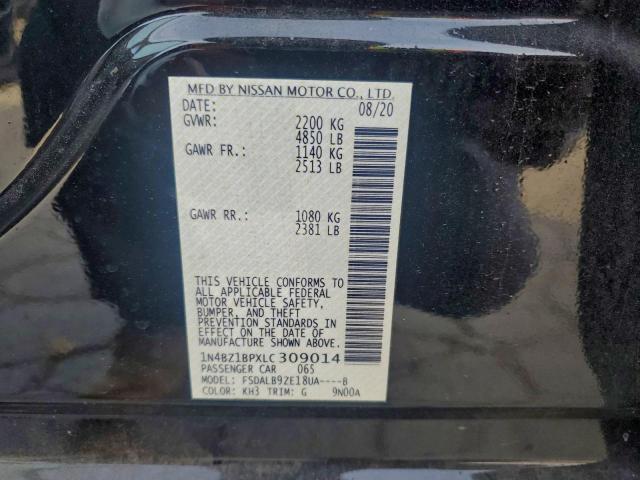 MFD BY NISSAN MOTOR CO., LTD.
DATE: 08/20
GVWR: 2200 KG
4850 LB
GAWR FR.: 1140 KG
2513 LB
GAWR RR.: 1080 KG
2381 LB
THIS VEHICLE CONFORMS TO
ALL APPLICABLE FEDERAL
MOTOR VEHICLE SAFETY,
BUMPER, AND THEFT
PREVENTION STANDARDS IN
EFFECT ON THE DATE OF
MANUFACTURE SHOWN ABOVE.
1N4BZ1BPXLC309014
PASSENGER CAR 065
MODEL: FSDALB9ZE18UA----B
COLOR: KH3 TRIM: G 9N00A